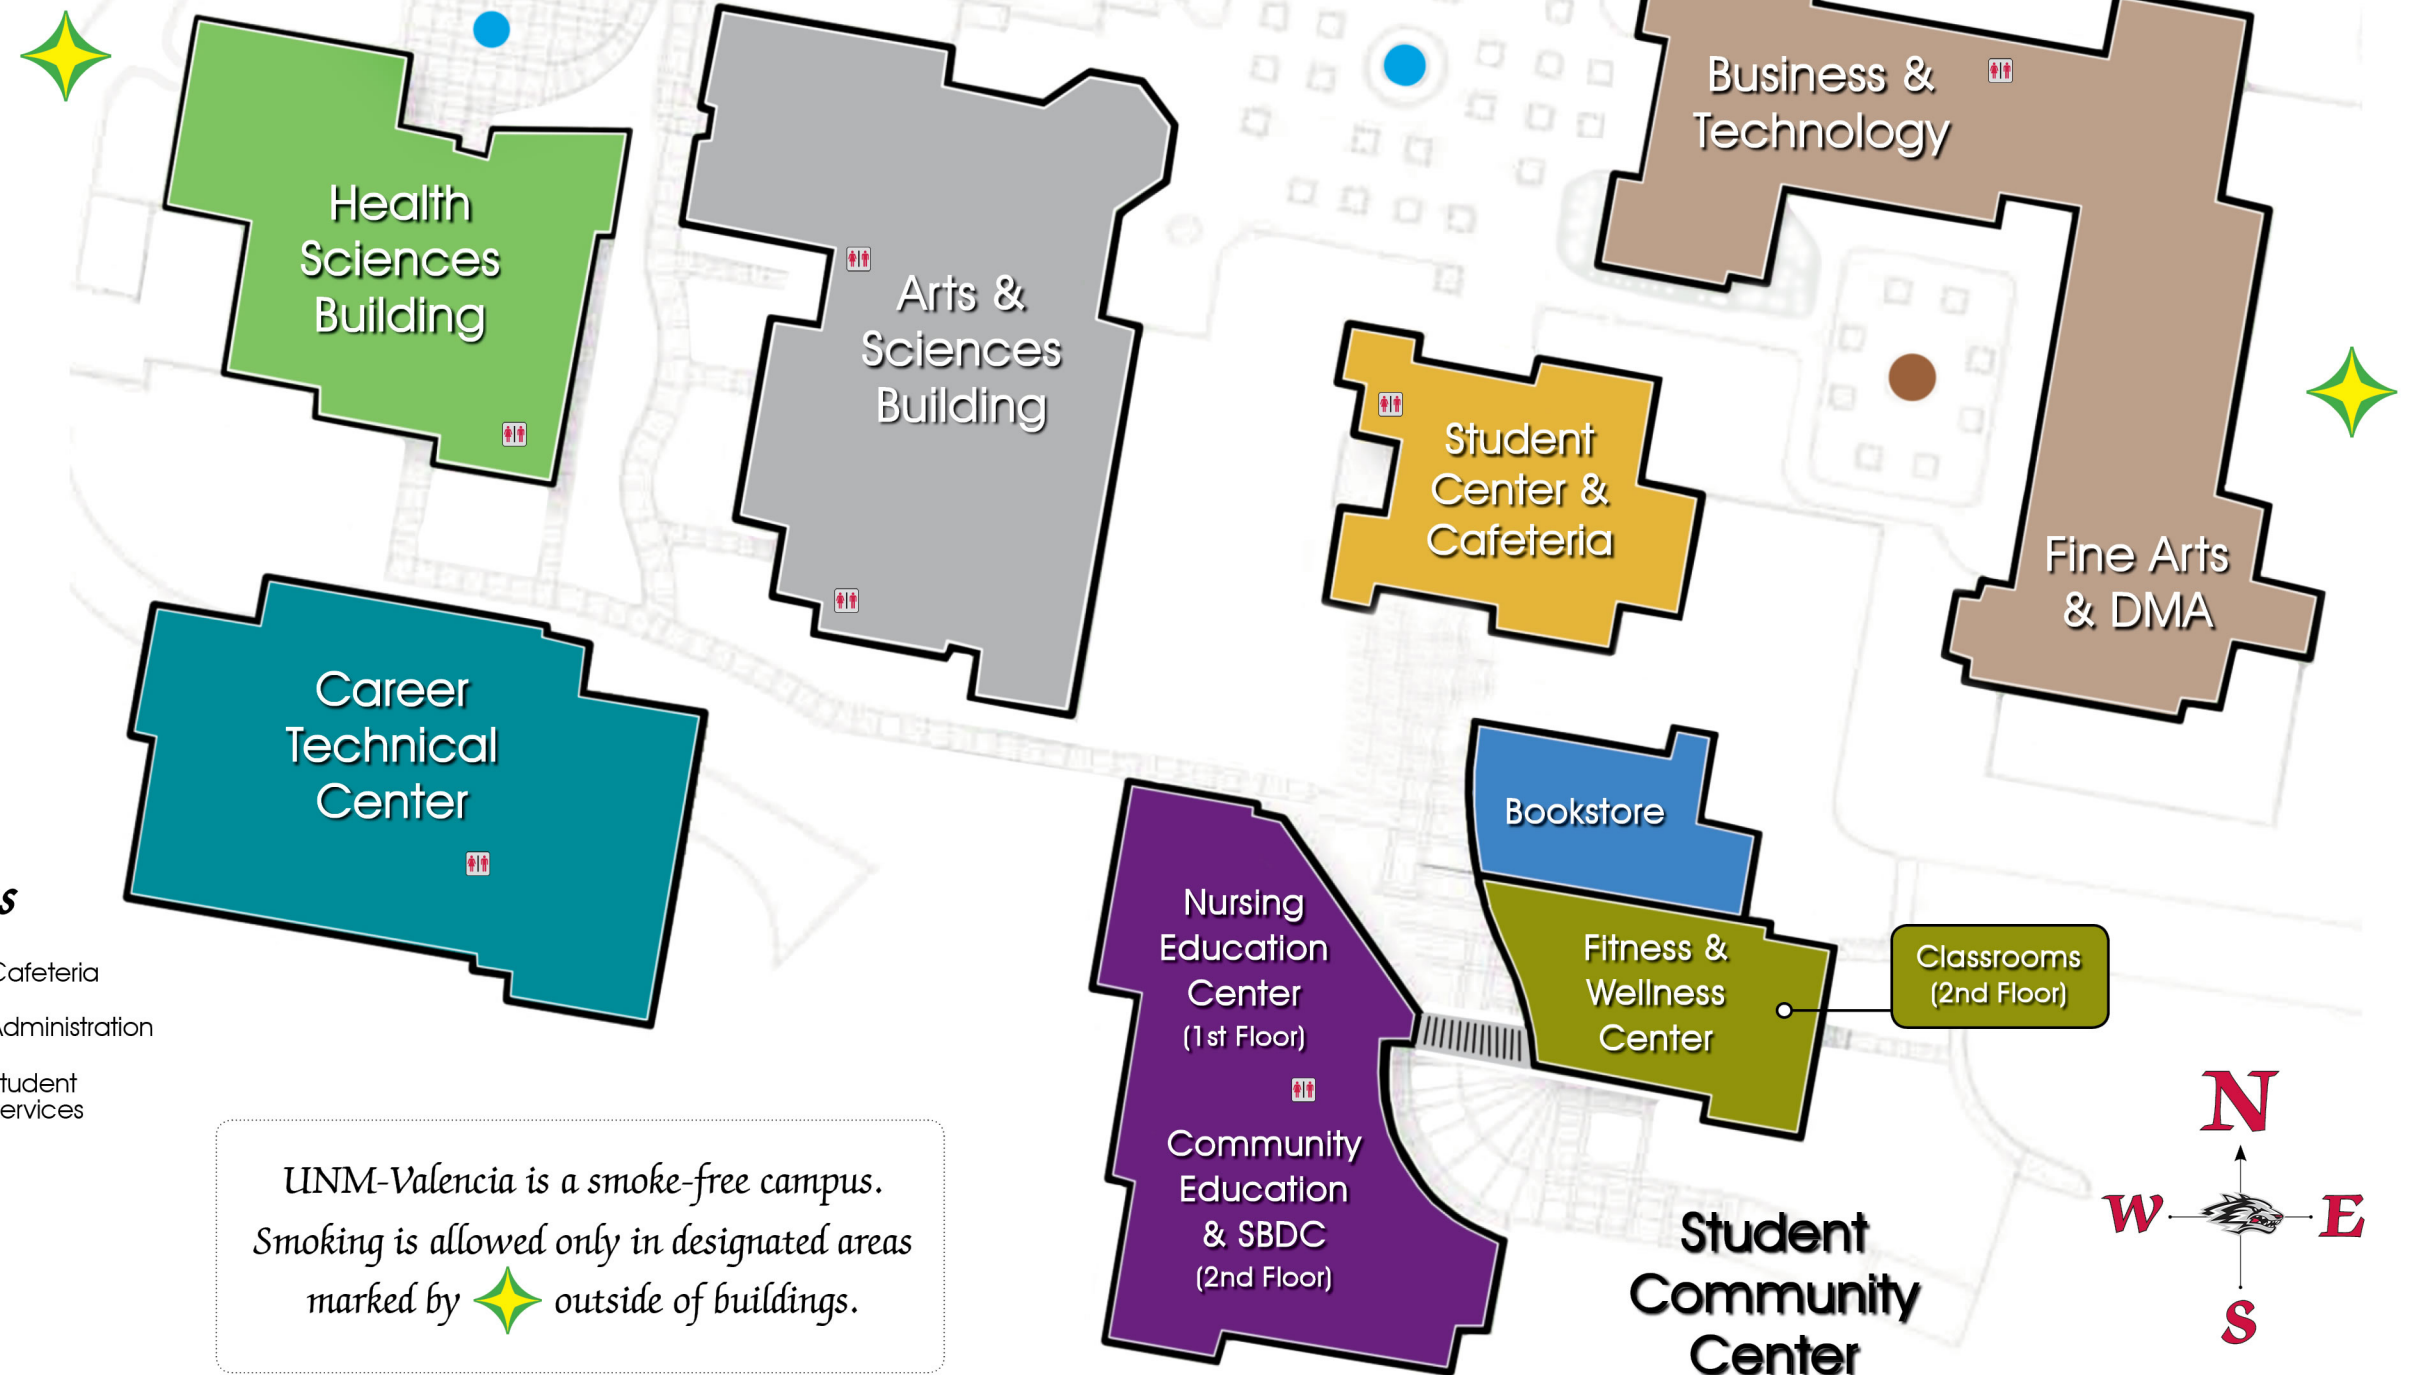 Health
Sciences
Building
Arts &
Sciences
Building
Business &
Technology
Student
Center &
Cafeteria
Fine Arts
& DMA
Career
Technical
Center
Bookstore
Nursing
Education
Center
(1st Floor)
Community
Education
& SBDC
(2nd Floor)
Fitness &
Wellness
Center
Classrooms
(2nd Floor)
s
Cafeteria
Administration
tudent
ervices
UNM-Valencia is a smoke-free campus.
Smoking is allowed only in designated areas
marked by outside of buildings.
Student
Community
Center
N
W E
S